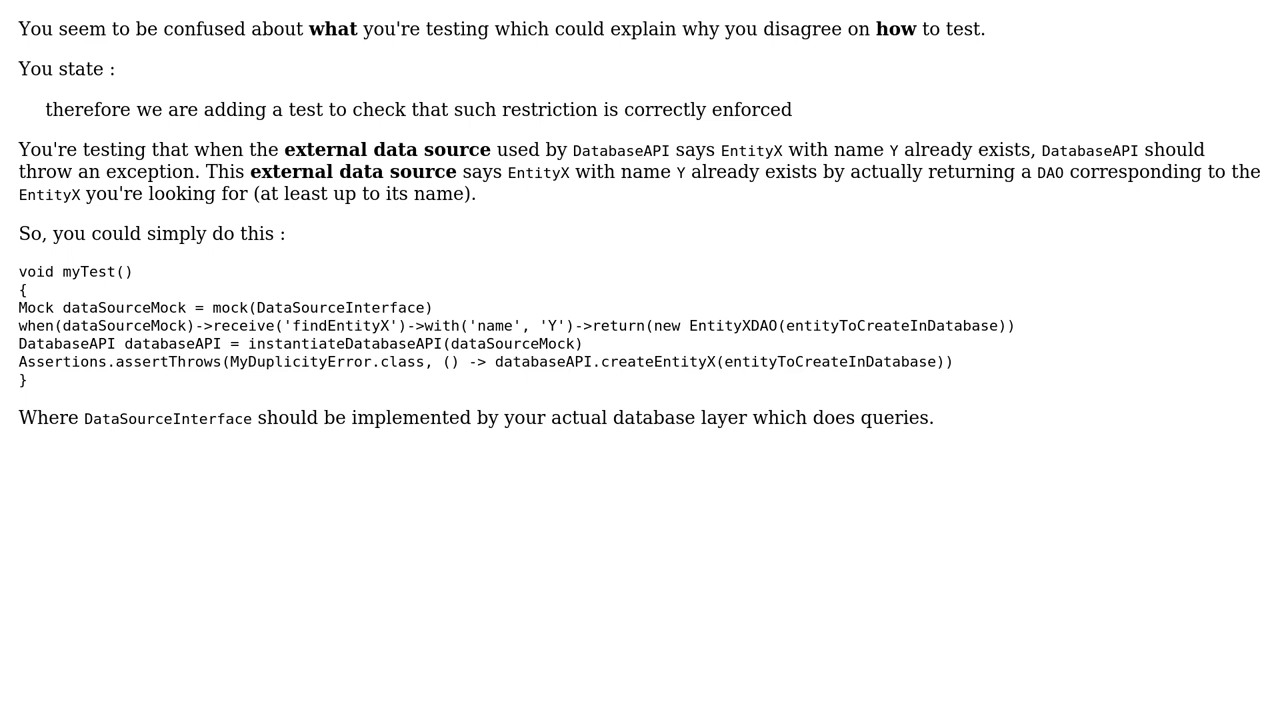 You seem to be confused about what you're testing which could explain why you disagree on how to test.
You state :
therefore we are adding a test to check that such restriction is correctly enforced
You're testing that when the external data source used by DatabaseAPI says EntityX with name Y already exists, DatabaseAPI should
throw an exception. This external data source says EntityX with name Y already exists by actually returning a DAO corresponding to the
EntityX you're looking for (at least up to its name).
So, you could simply do this :
void myTest()
{
Mock dataSourceMock = mock(DataSourceInterface)
when(dataSourceMock)->receive('findEntityX')->with('name', 'Y')->return(new EntityXDAO(entityToCreateInDatabase))
DatabaseAPI databaseAPI = instantiateDatabaseAPI(dataSourceMock)
Assertions.assertThrows(MyDuplicityError.class, () -> databaseAPI.createEntityX(entityToCreateInDatabase))
}
Where DataSourceInterface should be implemented by your actual database layer which does queries.